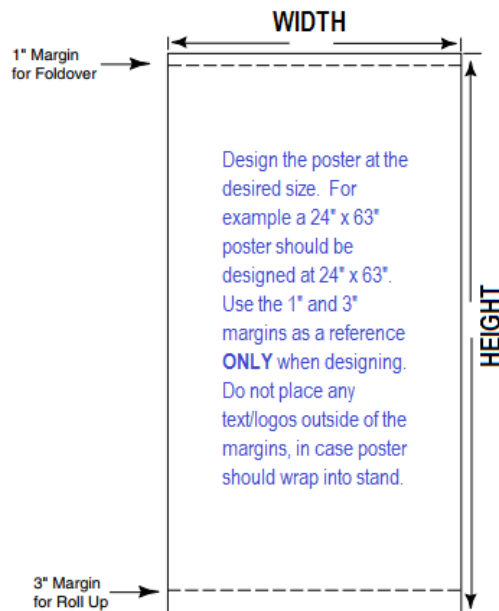 WIDTH
1" Margin
for Foldover
Design the poster at the
desired size.  For
example a 24" x 63"
poster should be
designed at 24" x 63".
Use the 1" and 3"
margins as a reference
ONLY when designing.
Do not place any
text/logos outside of the
margins, in case poster
should wrap into stand.
HEIGHT
3" Margin
for Roll Up